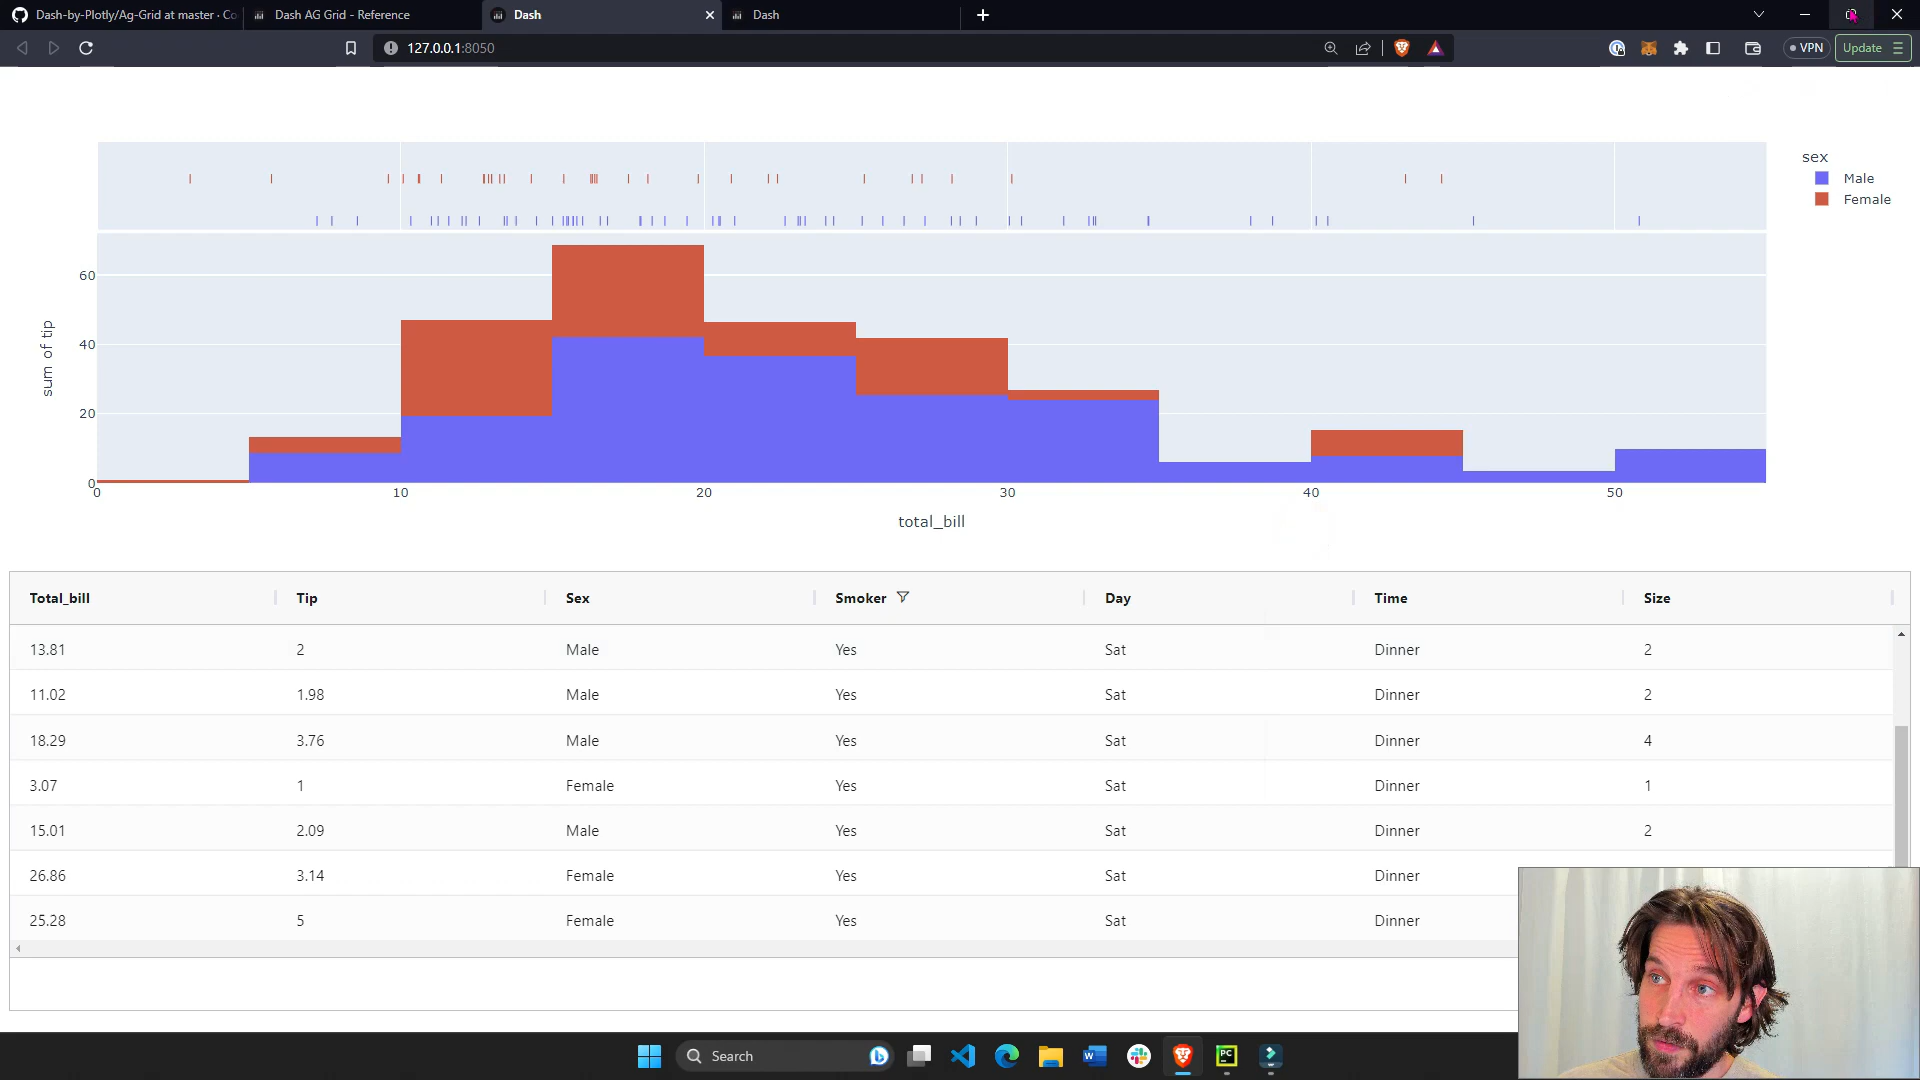 Dash-by-Plotly/Ag-Grid at master · Co
Dash AG Grid - Reference
Dash
Dash
127.0.0.1:8050
VPN
Update
sex
Male
Female
60
40
20
0
sum of tip
0 10 20 30 40 50
total_bill
Total_bill Tip Sex Smoker Day Time Size
13.81 2 Male Yes Sat Dinner 2
11.02 1.98 Male Yes Sat Dinner 2
18.29 3.76 Male Yes Sat Dinner 4
3.07 1 Female Yes Sat Dinner 1
15.01 2.09 Male Yes Sat Dinner 2
26.86 3.14 Female Yes Sat Dinner
25.28 5 Female Yes Sat Dinner
Search
PC